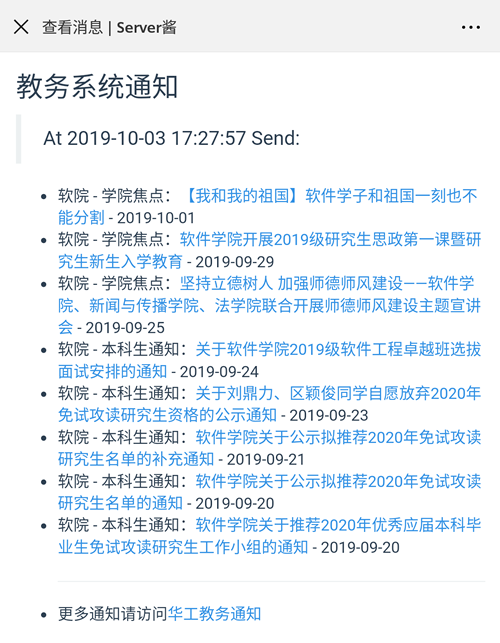 查看消息 | Server酱
教务系统通知
At 2019-10-03 17:27:57 Send:
软院 - 学院焦点：【我和我的祖国】软件学子和祖国一刻也不
能分割 - 2019-10-01
软院 - 学院焦点：软件学院开展2019级研究生思政第一课暨研
究生新生入学教育 - 2019-09-29
软院 - 学院焦点：坚持立德树人 加强师德师风建设——软件学
院、新闻与传播学院、法学院联合开展师德师风建设主题宣讲
会 - 2019-09-25
软院 - 本科生通知：关于软件学院2019级软件工程卓越班选拔
面试安排的通知 - 2019-09-24
软院 - 本科生通知：关于刘鼎力、区颖俊同学自愿放弃2020年
免试攻读研究生资格的公示通知 - 2019-09-23
软院 - 本科生通知：软件学院关于公示拟推荐2020年免试攻读
研究生名单的补充通知 - 2019-09-21
软院 - 本科生通知：软件学院关于公示拟推荐2020年免试攻读
研究生名单的通知 - 2019-09-20
软院 - 本科生通知：软件学院关于推荐2020年优秀应届本科毕
业生免试攻读研究生工作小组的通知 - 2019-09-20
更多通知请访问华工教务通知